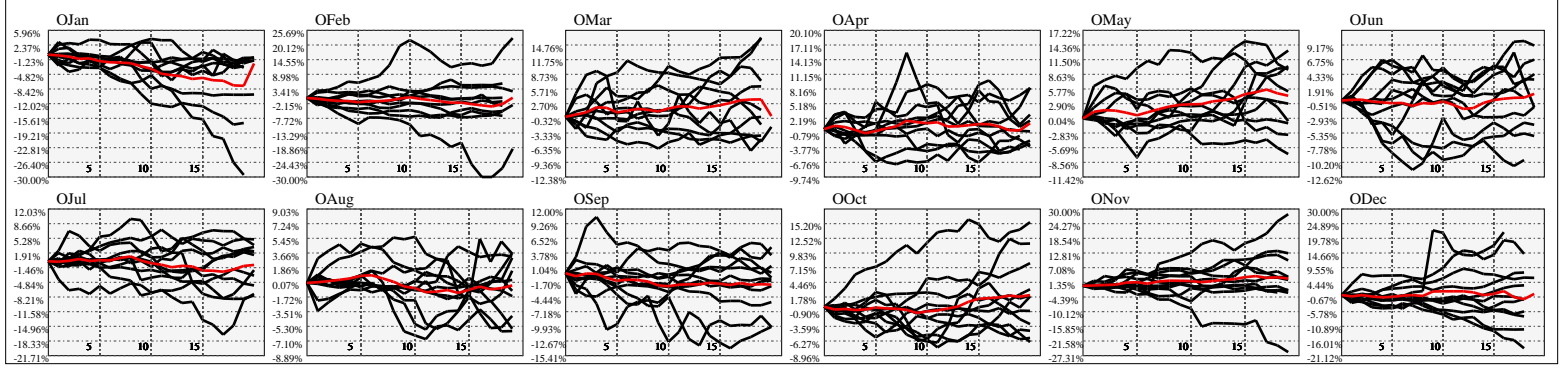 OJan OFeb OMar OApr OMay OJun
5.96% 25.69% 20.10% 17.22%
2.37% 20.12% 14.76% 17.11% 14.36% 9.17%
-1.23% 14.55% 11.75% 14.13% 11.50% 6.75%
-4.82% 8.98% 8.73% 11.15% 8.63% 4.33%
-8.42% 3.41% 5.71% 8.16% 5.77% 1.91%
-12.02% -2.15% 2.70% 5.18% 2.90% -0.51%
-15.61% -7.72% -0.32% 2.19% 0.04% -2.93%
-19.21% -13.29% -3.33% -0.79% -2.83% -5.35%
-22.81% -18.86% -6.35% -3.77% -5.69% -7.78%
-26.40% -24.43% -9.36% -6.76% -8.56% -10.20%
-30.00% -30.00% -12.38% -9.74% -11.42% -12.62%
5 10 15 5 10 15 5 10 15 5 10 15 5 10 15 5 10 15
OJul OAug OSep OOct ONov ODec
12.03% 9.03% 12.00% 30.00% 30.00%
8.66% 7.24% 9.26% 15.20% 24.27% 24.89%
5.28% 5.45% 6.52% 12.52% 18.54% 19.78%
1.91% 3.66% 3.78% 9.83% 12.81% 14.66%
-1.46% 1.86% 1.04% 7.15% 7.08% 9.55%
-4.84% 0.07% -1.70% 4.46% 1.35% 4.44%
-8.21% -1.72% -4.44% 1.78% -4.39% -0.67%
-11.58% -3.51% -7.18% -0.90% -10.12% -5.78%
-14.96% -5.30% -9.93% -3.59% -15.85% -10.89%
-18.33% -7.10% -12.67% -6.27% -21.58% -16.01%
-21.71% -8.89% -15.41% -8.96% -27.31% -21.12%
5 10 15 5 10 15 5 10 15 5 10 15 5 10 15 5 10 15